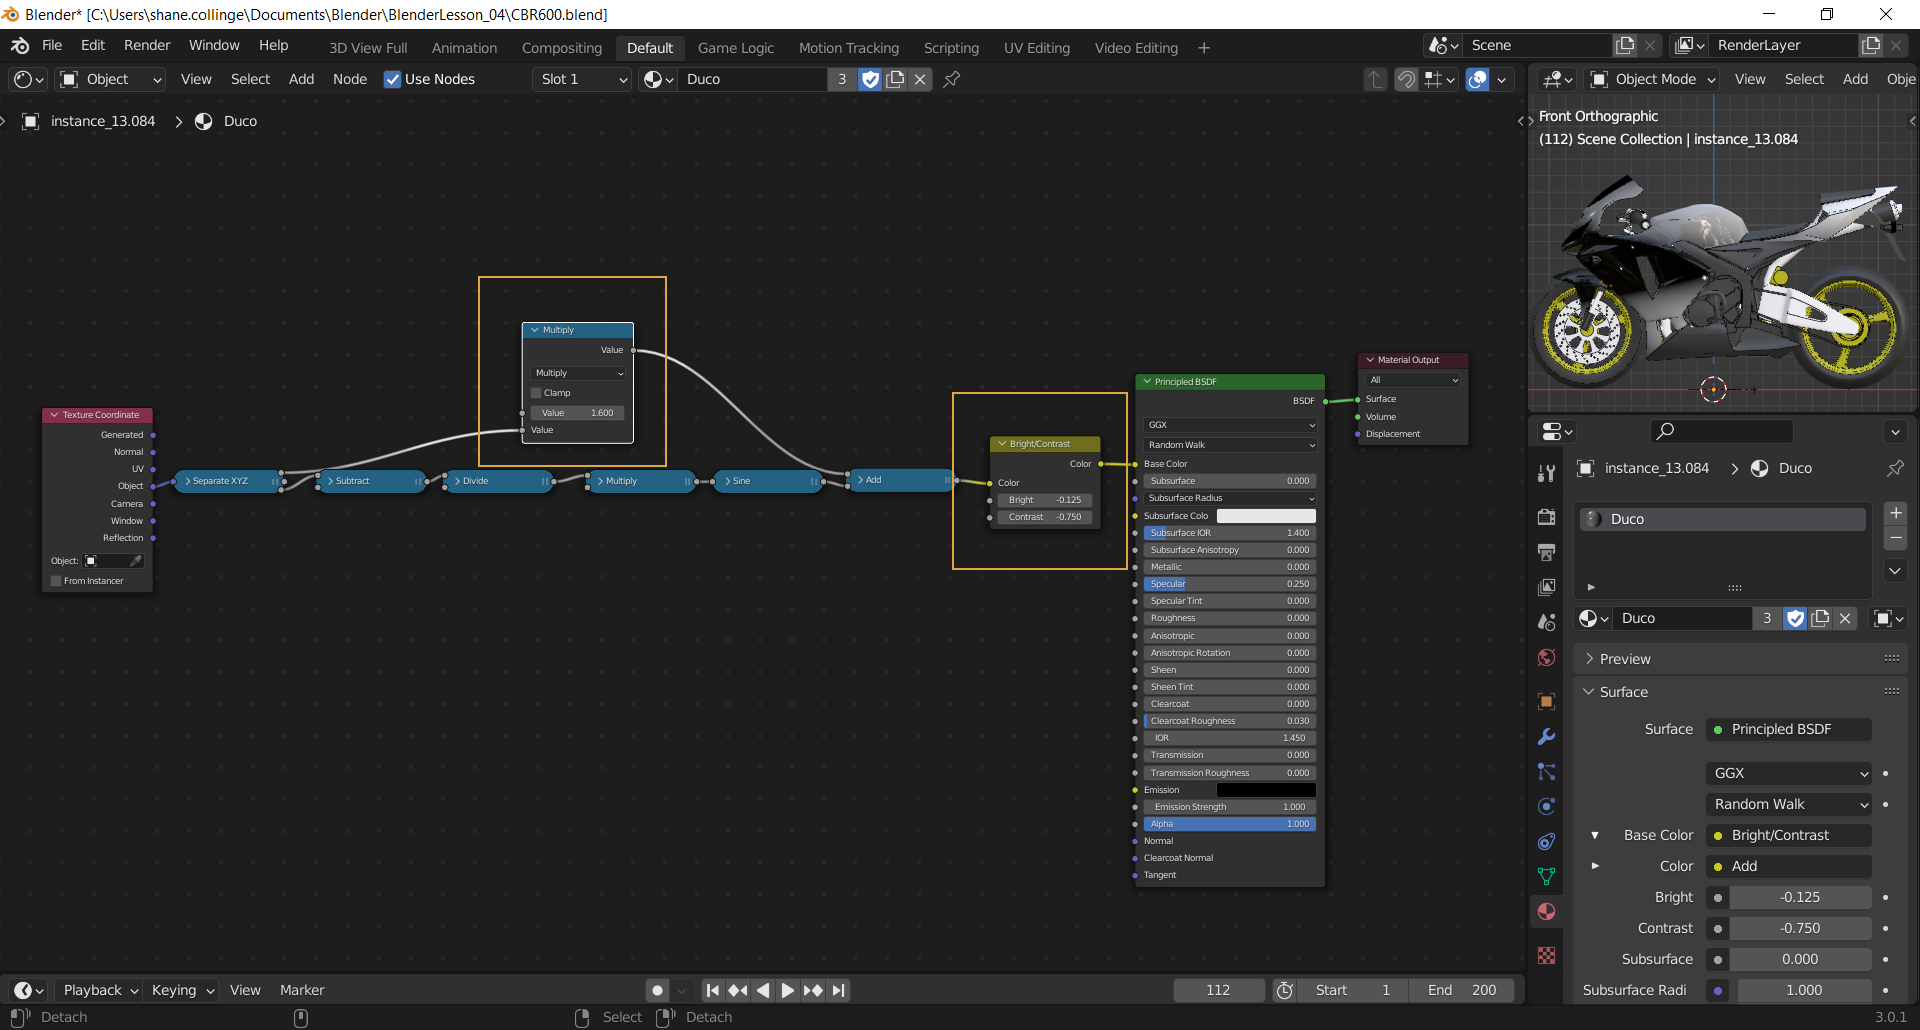 Blender* [C:\Users\shane.collinge\Documents\Blender\BlenderLesson_04\CBR600.blend]
File Edit Render Window Help 3D View Full Animation Compositing Default Game Logic Motion Tracking Scripting UV Editing Video Editing + Scene RenderLayer
Object View Select Add Node Use Nodes Slot 1 Duco 3 Object Mode View Select Add Obje
instance_13.084 > Duco
Front Orthographic
(112) Scene Collection | instance_13.084
Multiply
Value
Multiply
Clamp
Value 1.600
Value
Texture Coordinate
Generated
Normal
UV
Object
Camera
Window
Reflection
Object:
From Instancer
Separate XYZ
Subtract
Divide
Multiply
Sine
Add
Bright/Contrast
Color
Color
Bright -0.125
Contrast -0.750
Principled BSDF
BSDF
GGX
Random Walk
Base Color
Subsurface 0.000
Subsurface Radius
Subsurface Colo
Subsurface IOR 1.400
Subsurface Anisotropy 0.000
Metallic 0.000
Specular 0.250
Specular Tint 0.000
Roughness 0.000
Anisotropic 0.000
Anisotropic Rotation 0.000
Sheen 0.000
Sheen Tint 0.000
Clearcoat 0.000
Clearcoat Roughness 0.030
IOR 1.450
Transmission 0.000
Transmission Roughness 0.000
Emission
Emission Strength 1.000
Alpha 1.000
Normal
Clearcoat Normal
Tangent
Material Output
All
Surface
Volume
Displacement
instance_13.084 > Duco
Duco
Duco 3
Preview
Surface
Surface Principled BSDF
GGX
Random Walk
Base Color Bright/Contrast
Color Add
Bright -0.125
Contrast -0.750
Subsurface 0.000
Subsurface Radi 1.000
Playback Keying View Marker 112 Start 1 End 200
Detach Select Detach 3.0.1